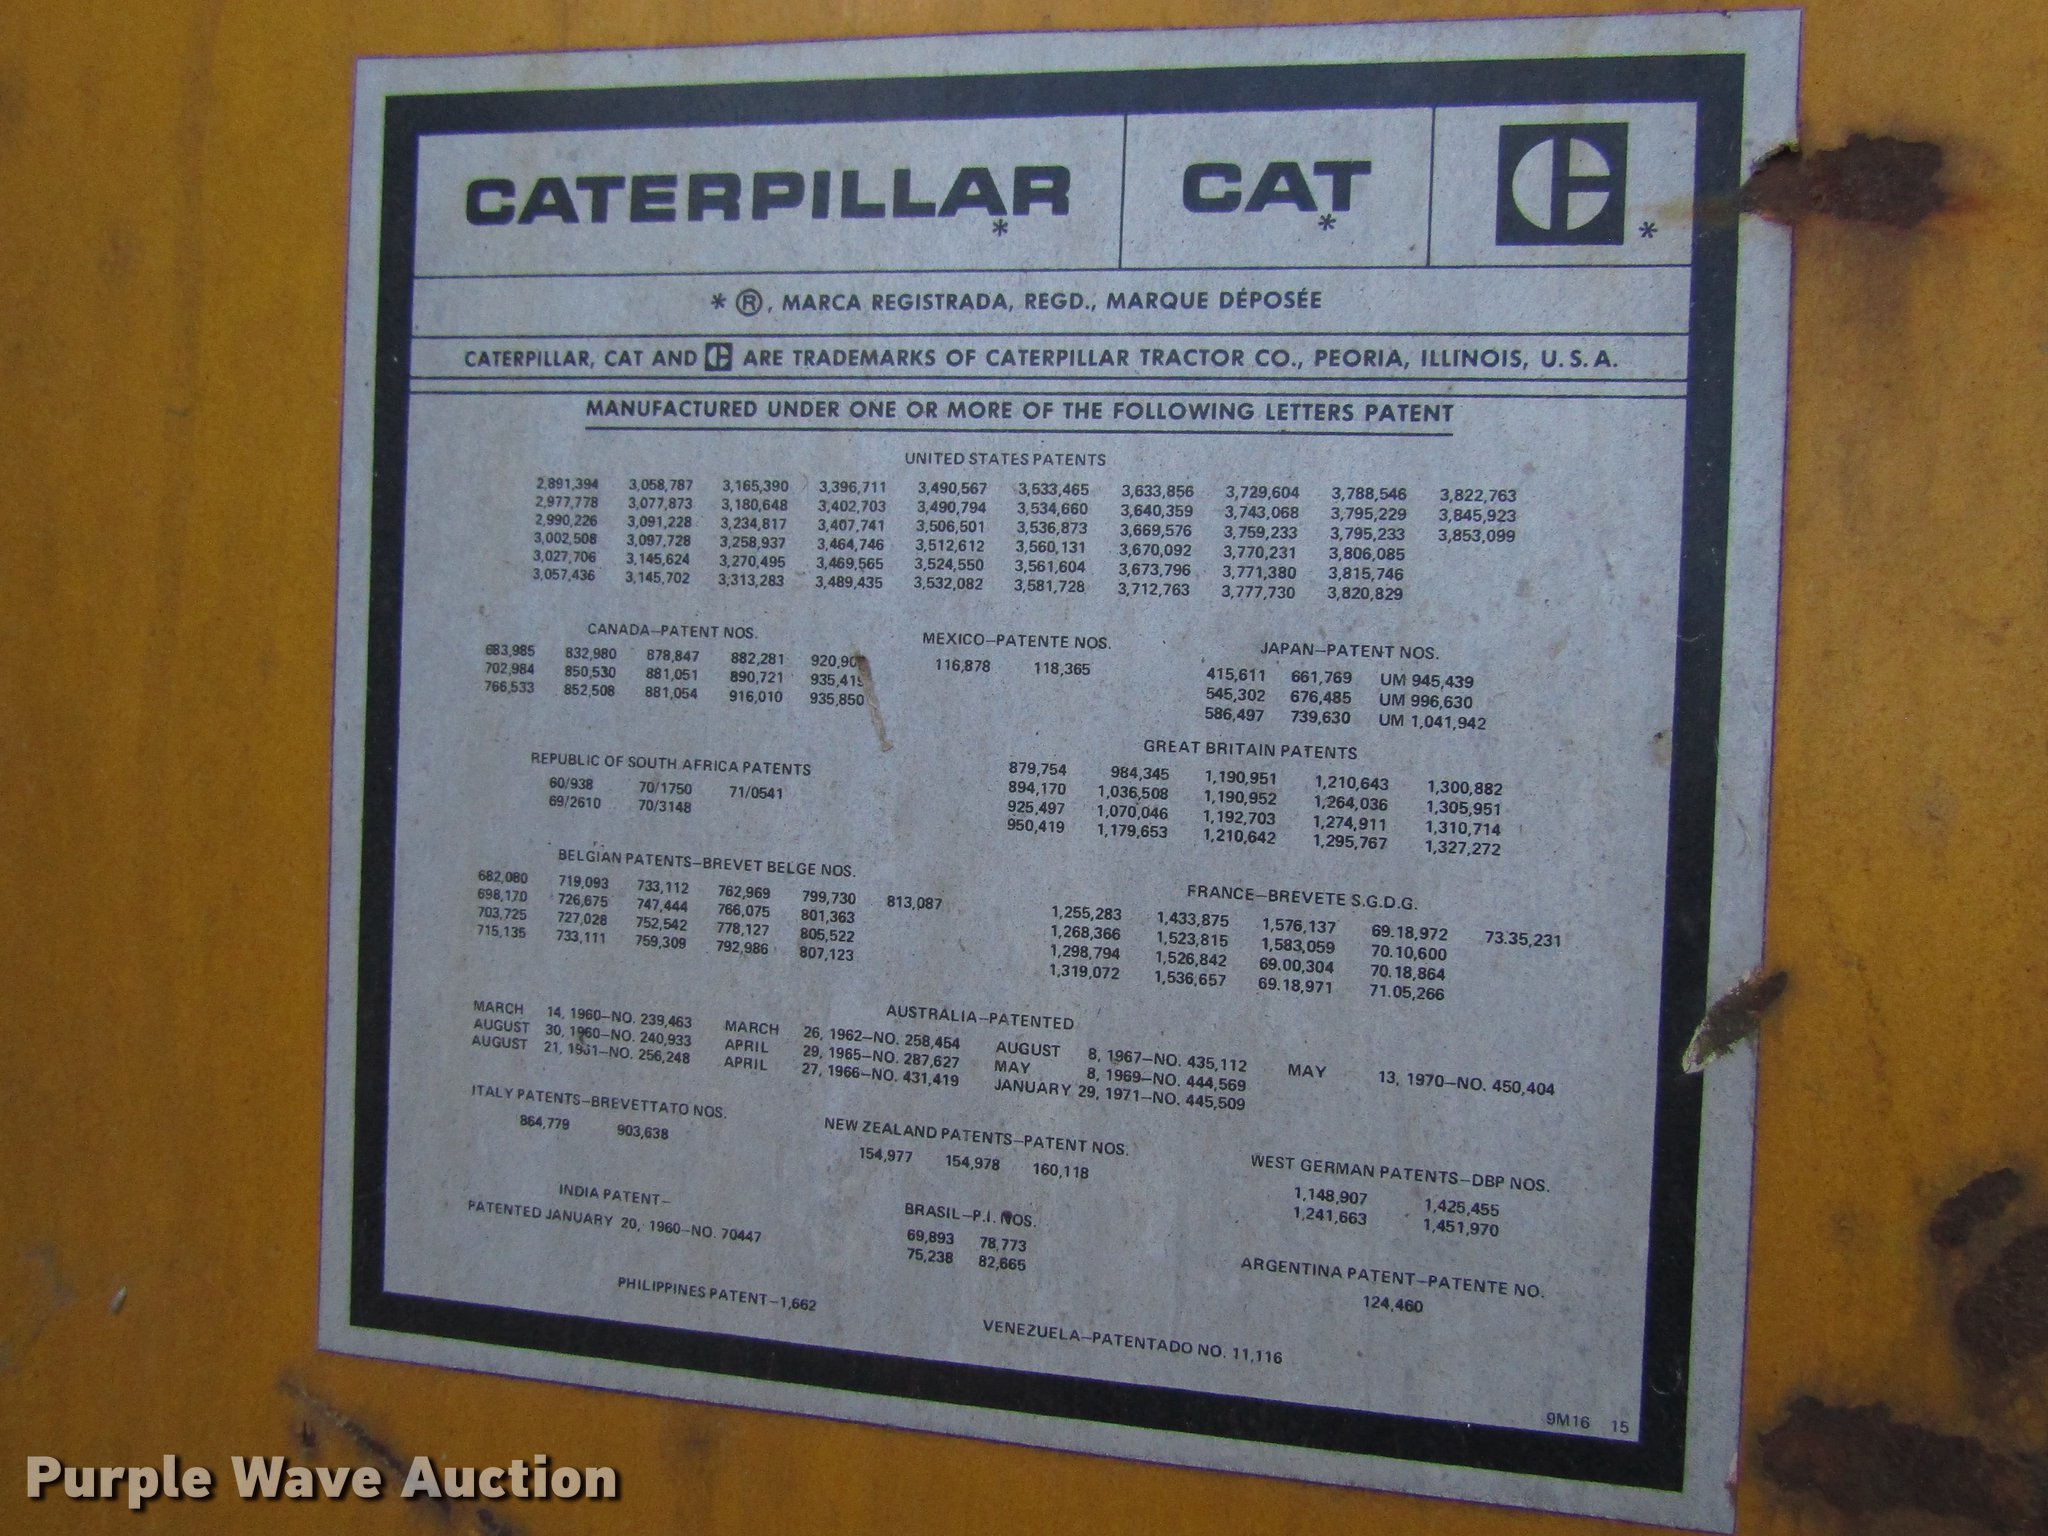 CATERPILLAR* CAT* *
* ®, MARCA REGISTRADA, REGD., MARQUE DÉPOSÉE
CATERPILLAR, CAT AND ARE TRADEMARKS OF CATERPILLAR TRACTOR CO., PEORIA, ILLINOIS, U.S.A.
MANUFACTURED UNDER ONE OR MORE OF THE FOLLOWING LETTERS PATENT
UNITED STATES PATENTS
2,891,394 3,058,787 3,165,390 3,396,711 3,490,567 3,533,465 3,633,856 3,729,604 3,788,546 3,822,763
2,977,778 3,077,873 3,180,648 3,402,703 3,490,794 3,534,660 3,640,359 3,743,068 3,795,229 3,845,923
2,990,226 3,091,228 3,234,817 3,407,741 3,506,501 3,536,873 3,669,576 3,759,233 3,795,233 3,853,099
3,002,508 3,097,728 3,258,937 3,464,746 3,512,612 3,560,131 3,670,092 3,770,231 3,806,085
3,027,706 3,145,624 3,270,495 3,469,565 3,524,550 3,561,604 3,673,796 3,771,380 3,815,746
3,057,436 3,145,702 3,313,283 3,489,435 3,532,082 3,581,728 3,712,763 3,777,730 3,820,829
CANADA—PATENT NOS.
683,985 832,980 878,847 882,281
702,984 850,530 881,051 890,721 935,419
766,533 852,508 881,054 916,010 935,850
MEXICO—PATENTE NOS.
116,878 118,365
JAPAN—PATENT NOS.
415,611 661,769 UM 945,439
545,302 676,485 UM 996,630
586,497 739,630 UM 1,041,942
REPUBLIC OF SOUTH AFRICA PATENTS
60/938 70/1750 71/0541
69/2610 70/3148
GREAT BRITAIN PATENTS
879,754 984,345 1,190,951 1,210,643 1,300,882
894,170 1,036,508 1,190,952 1,264,036 1,305,951
925,497 1,070,046 1,192,703 1,274,911 1,310,714
950,419 1,179,653 1,210,642 1,295,767 1,327,272
BELGIAN PATENTS—BREVET BELGE NOS.
682,080 719,093 733,112 762,969 799,730 813,087
698,170 726,675 747,444 766,075 801,363
703,725 727,028 752,542 778,127 805,522
715,135 733,111 759,309 792,986 807,123
FRANCE—BREVETE S.G.D.G.
1,255,283 1,433,875 1,576,137 69.18,972 73.35,231
1,268,366 1,523,815 1,583,059 70.10,600
1,298,794 1,526,842 69.00,304 70.18,864
1,319,072 1,536,657 69.18,971 71.05,266
AUSTRALIA—PATENTED
MARCH 14, 1960—NO. 239,463 MARCH 26, 1962—NO. 258,454 AUGUST 8, 1967—NO. 435,112 MAY 13, 1970—NO. 450,404
AUGUST 30, 1960—NO. 240,933 APRIL 29, 1965—NO. 287,627 MAY 8, 1969—NO. 444,569
AUGUST 21, 1961—NO. 256,248 APRIL 27, 1966—NO. 431,419 JANUARY 29, 1971—NO. 445,509
ITALY PATENTS—BREVETTATO NOS.
864,779 903,638
NEW ZEALAND PATENTS—PATENT NOS.
154,977 154,978 160,118
WEST GERMAN PATENTS—DBP NOS.
1,148,907 1,425,455
1,241,663 1,451,970
INDIA PATENT—
PATENTED JANUARY 20, 1960—NO. 70447
BRASIL—P.I. NOS.
69,893 78,773
75,238 82,665
ARGENTINA PATENT—PATENTE NO.
124,460
PHILIPPINES PATENT—1,662
VENEZUELA—PATENTADO NO. 11,116
9M16 15
Purple Wave Auction